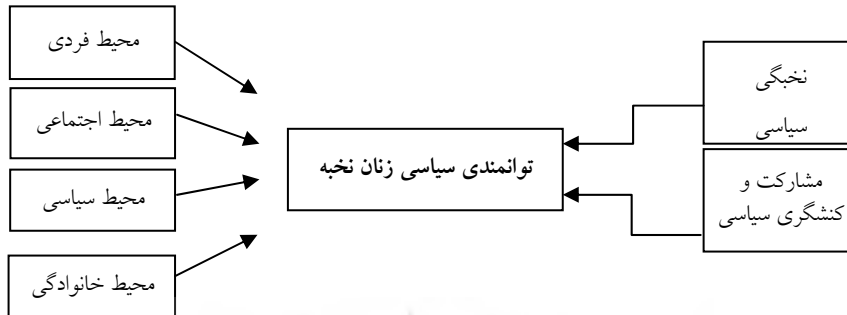 محیط فردی
نخبگی
سیاسی
محیط اجتماعی
توانمندی سیاسی زنان نخبه
محیط سیاسی
مشارکت و
کنشگری سیاسی
محیط خانوادگی